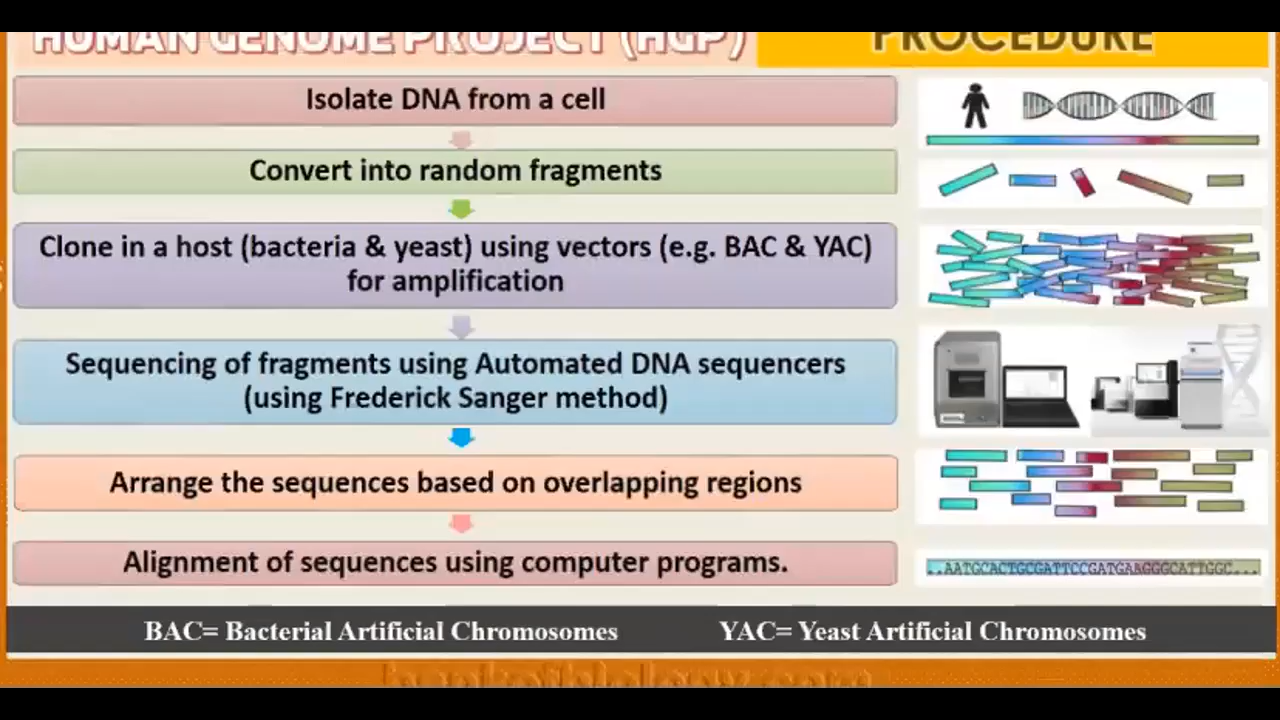 HUMAN GENOME PROJECT (HGP)
PROCEDURE
Isolate DNA from a cell
Convert into random fragments
Clone in a host (bacteria & yeast) using vectors (e.g. BAC & YAC)
for amplification
Sequencing of fragments using Automated DNA sequencers
(using Frederick Sanger method)
Arrange the sequences based on overlapping regions
Alignment of sequences using computer programs.
..AATGCACTGCGATTCCGATGAAGGGCATTGGC...
BAC= Bacterial Artificial Chromosomes
YAC= Yeast Artificial Chromosomes